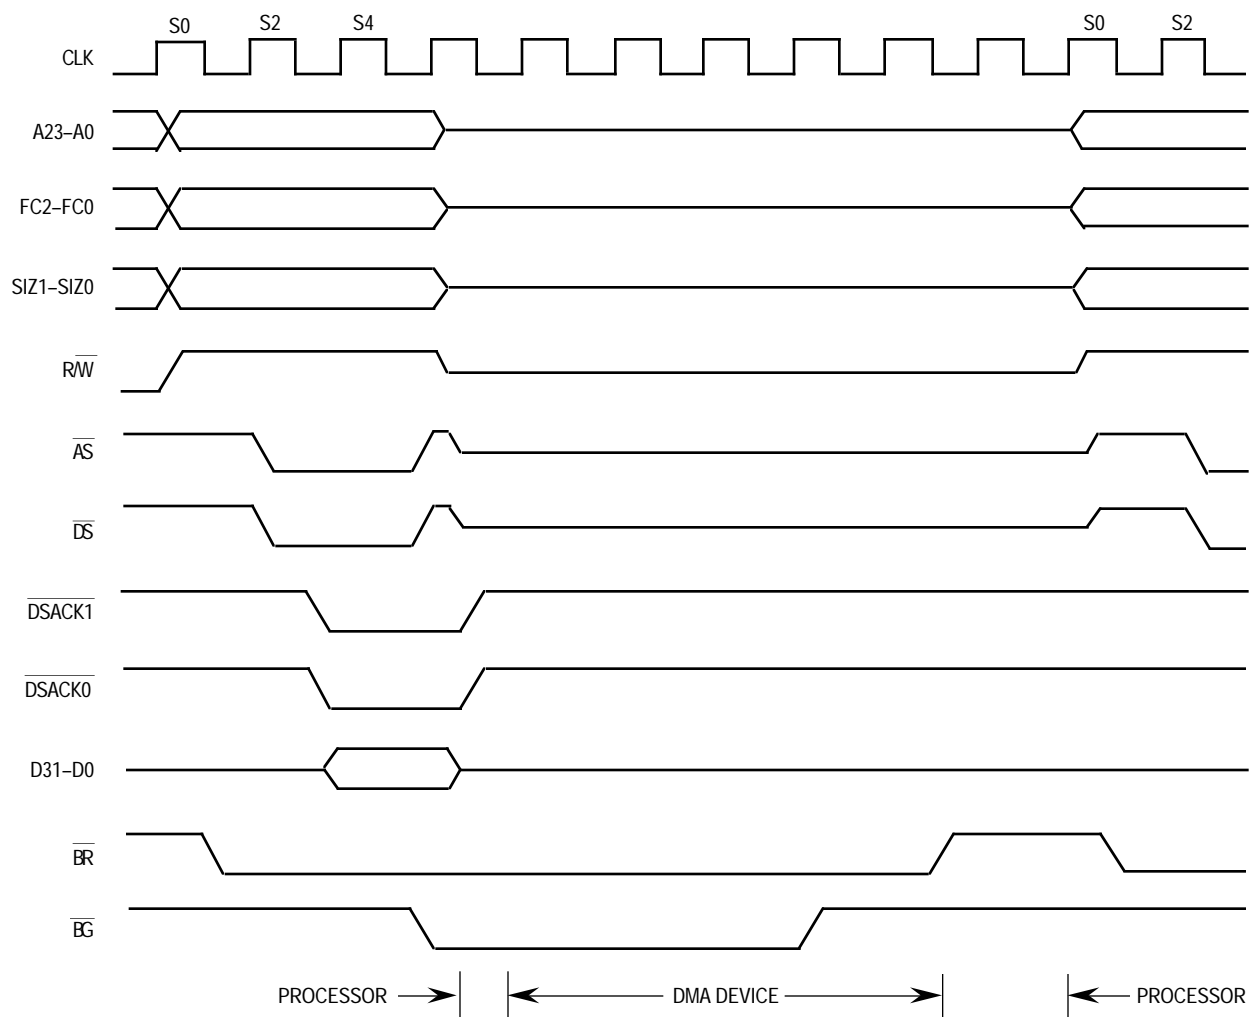 S0 S2 S4 S0 S2
CLK
A23–A0
FC2–FC0
SIZ1–SIZ0
R/W
AS
DS
DSACK1
DSACK0
D31–D0
BR
BG
PROCESSOR DMA DEVICE PROCESSOR